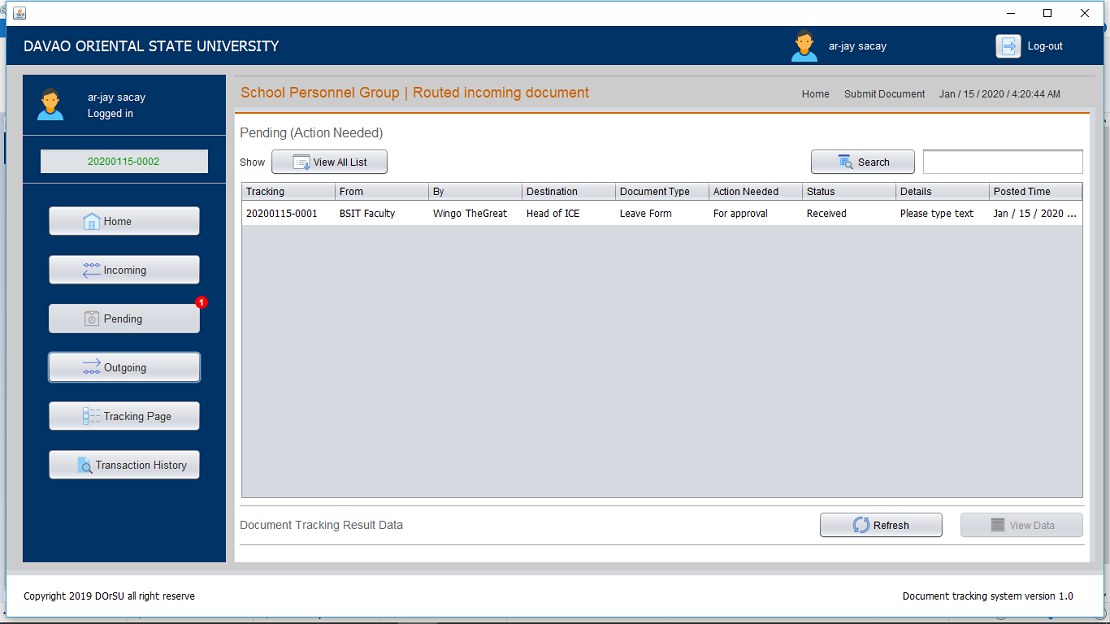 DAVAO ORIENTAL STATE UNIVERSITY
ar-jay sacay
Log-out
ar-jay sacay
Logged in
20200115-0002
Home
Incoming
Pending
1
Outgoing
Tracking Page
Transaction History
School Personnel Group | Routed incoming document
Home Submit Document Jan / 15 / 2020 / 4:20:44 AM
Pending (Action Needed)
Show View All List Search
Tracking From By Destination Document Type Action Needed Status Details Posted Time
20200115-0001 BSIT Faculty Wingo TheGreat Head of ICE Leave Form For approval Received Please type text Jan / 15 / 2020 ...
Document Tracking Result Data Refresh View Data
Copyright 2019 DOrSU all right reserve Document tracking system version 1.0